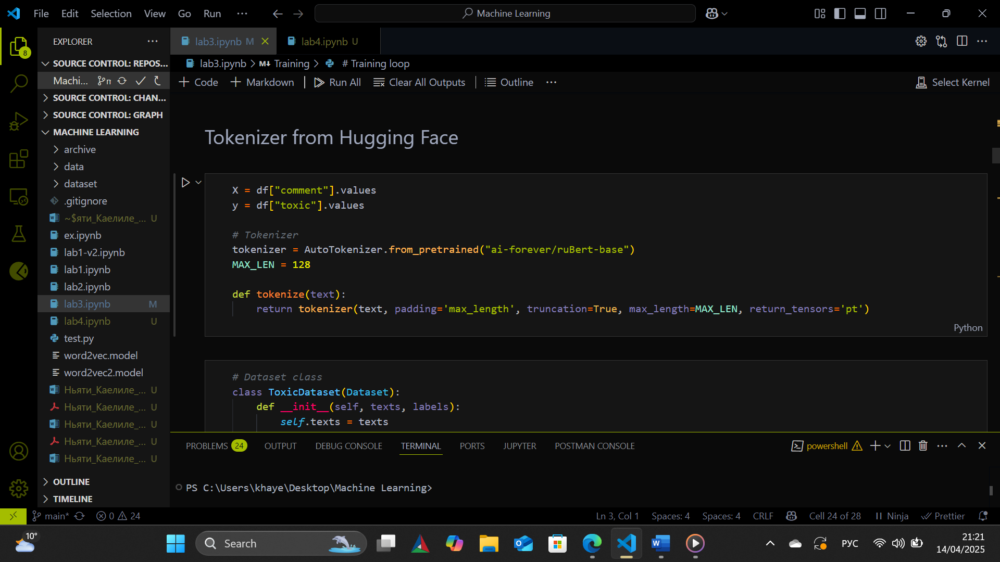 File Edit Selection View Go Run ···
Machine Learning
EXPLORER ···
SOURCE CONTROL: REPOS...
Machi...
SOURCE CONTROL: CHAN...
SOURCE CONTROL: GRAPH
MACHINE LEARNING
archive
data
dataset
.gitignore
~$яти_Каелиле_... U
ex.ipynb
lab1-v2.ipynb
lab1.ipynb
lab2.ipynb
lab3.ipynb M
lab4.ipynb U
test.py
word2vec.model
word2vec2.model
Ньяти_Каелиле_... U
Ньяти_Каелиле_... U
Ньяти_Каелиле_... U
Ньяти_Каелиле_... U
Ньяти_Каелиле_... U
OUTLINE
TIMELINE
8
lab3.ipynb M
lab4.ipynb U
lab3.ipynb > M↓ Training > # Training loop
+ Code + Markdown Run All Clear All Outputs Outline ··· Select Kernel
Tokenizer from Hugging Face
X = df["comment"].values
y = df["toxic"].values
# Tokenizer
tokenizer = AutoTokenizer.from_pretrained("ai-forever/ruBert-base")
MAX_LEN = 128
def tokenize(text):
return tokenizer(text, padding='max_length', truncation=True, max_length=MAX_LEN, return_tensors='pt')
Python
# Dataset class
class ToxicDataset(Dataset):
def __init__(self, texts, labels):
self.texts = texts
PROBLEMS 24 OUTPUT DEBUG CONSOLE TERMINAL PORTS JUPYTER POSTMAN CONSOLE powershell
PS C:\Users\khaye\Desktop\Machine Learning>
main* 0 24 Ln 3, Col 1 Spaces: 4 Spaces: 4 CRLF Cell 24 of 28 Ninja Prettier
10°
Search
РУС
21:21
14/04/2025